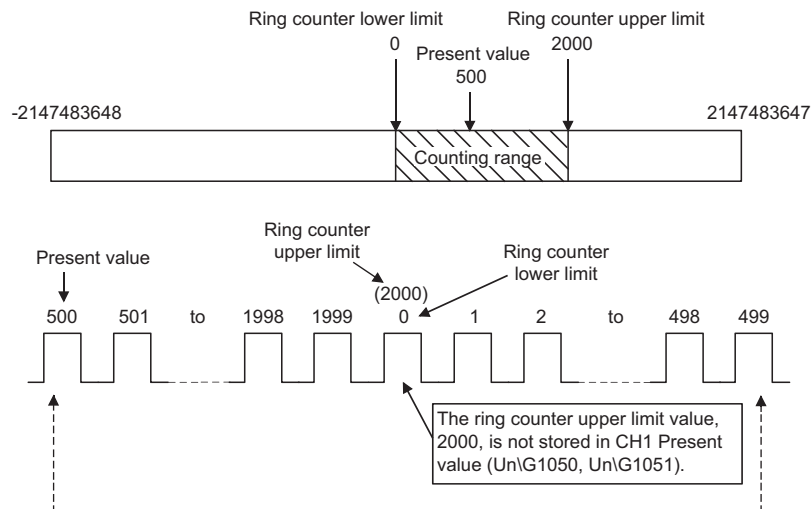 Ring counter lower limit
0
Ring counter upper limit
2000
Present value
500
-2147483648
2147483647
Counting range
Ring counter
upper limit
Ring counter
lower limit
Present value
(2000)
500 501 to 1998 1999 0 1 2 to 498 499
The ring counter upper limit value,
2000, is not stored in CH1 Present
value (Un\G1050, Un\G1051).